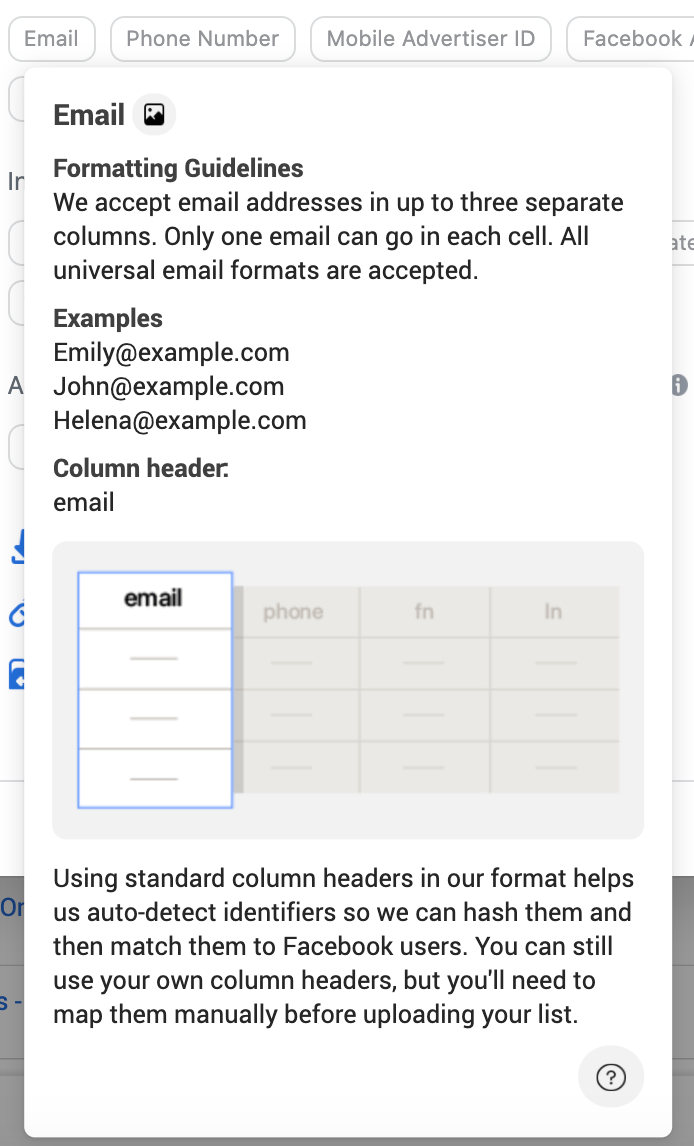 Email
Phone Number
Mobile Advertiser ID
Facebook
Email
Formatting Guidelines
We accept email addresses in up to three separate
columns. Only one email can go in each cell. All
universal email formats are accepted.
Examples
Emily@example.com
John@example.com
Helena@example.com
Column header:
email
email
phone
fn
ln
Using standard column headers in our format helps
us auto-detect identifiers so we can hash them and
then match them to Facebook users. You can still
use your own column headers, but you'll need to
map them manually before uploading your list.